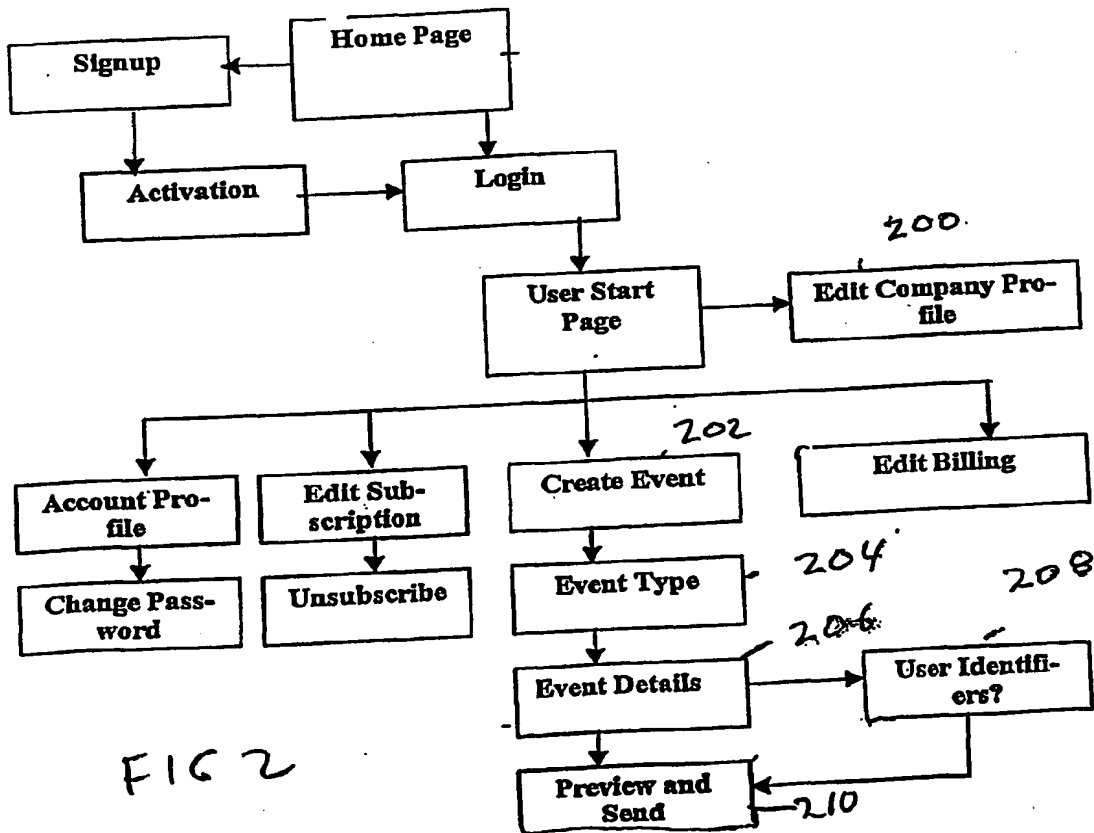 Home Page
Signup
Activation
Login
200.
User Start
Page
Edit Company Pro-
file
202
Account Pro-
file
Edit Sub-
scription
Create Event
Edit Billing
204
208
Change Pass-
word
Unsubscribe
Event Type
206
Event Details
User Identifi-
ers?
FIG 2
Preview and
Send
210